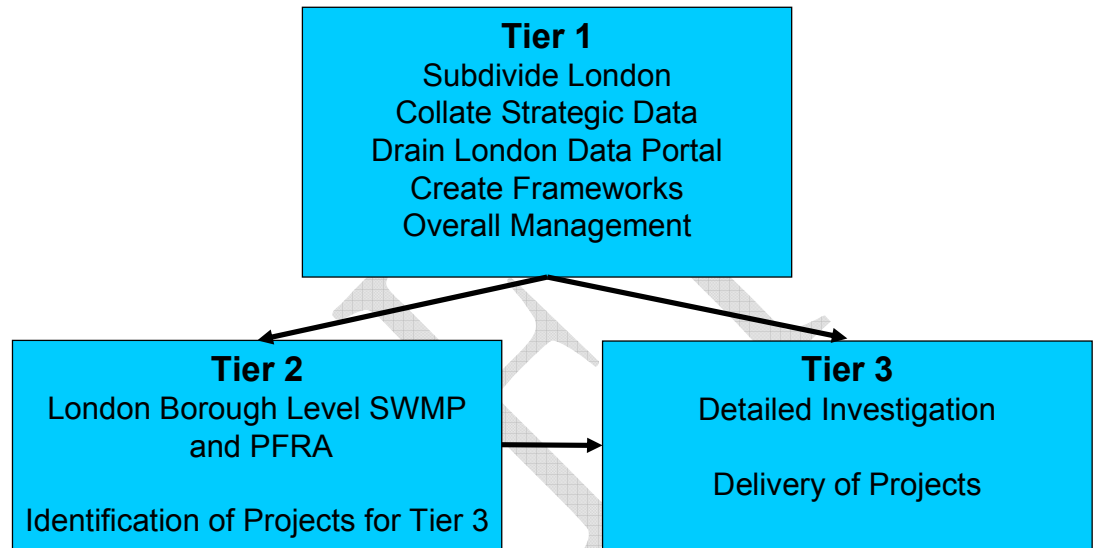 Tier 1
Subdivide London
Collate Strategic Data
Drain London Data Portal
Create Frameworks
Overall Management
Tier 2
London Borough Level SWMP
and PFRA
Identification of Projects for Tier 3
Tier 3
Detailed Investigation
Delivery of Projects